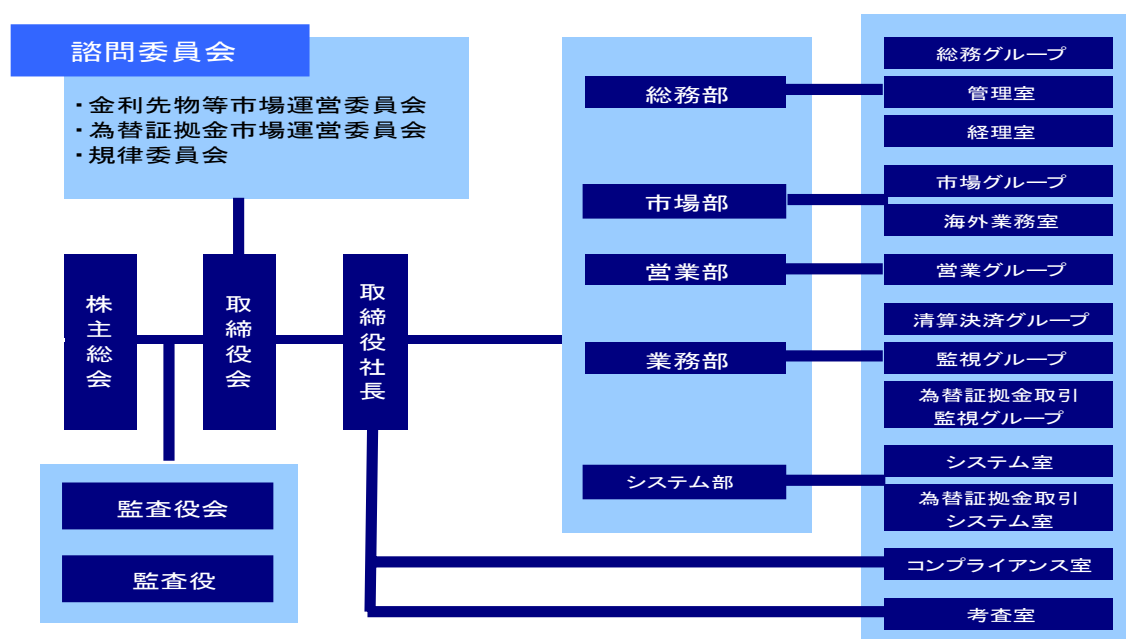 諮問委員会
・金利先物等市場運営委員会
・為替証拠金市場運営委員会
・規律委員会
株主総会
取締役会
取締役社長
監査役会
監査役
総務部
市場部
営業部
業務部
システム部
総務グループ
管理室
経理室
市場グループ
海外業務室
営業グループ
清算決済グループ
監視グループ
為替証拠金取引
監視グループ
システム室
為替証拠金取引
システム室
コンプライアンス室
考査室